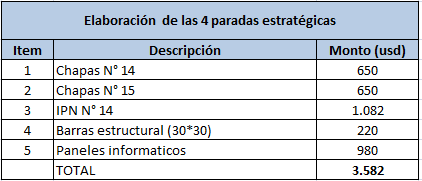 Elaboración de las 4 paradas estratégicas
Item Descripción Monto (usd)
1 Chapas N° 14 650
2 Chapas N° 15 650
3 IPN N° 14 1.082
4 Barras estructural (30*30) 220
5 Paneles informaticos 980
TOTAL 3.582